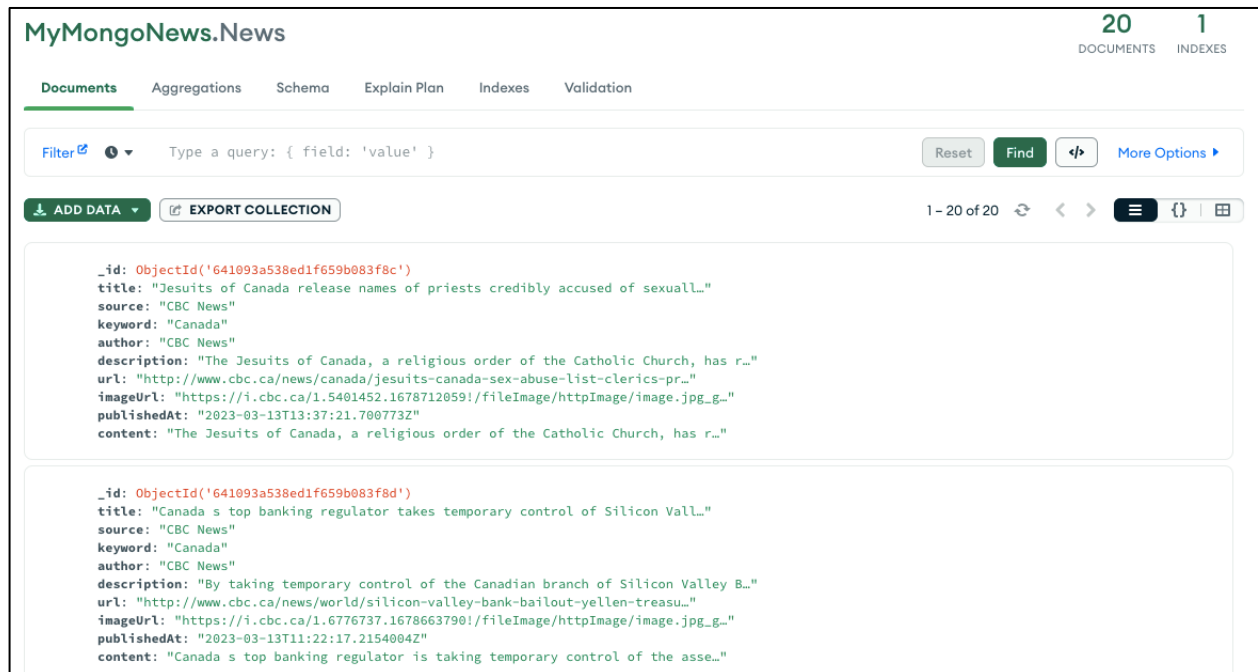 MyMongoNews.News
20 1
DOCUMENTS INDEXES
Documents Aggregations Schema Explain Plan Indexes Validation
Filter Type a query: { field: 'value' } Reset Find </> More Options
ADD DATA EXPORT COLLECTION 1 – 20 of 20 {}
_id: ObjectId('641093a538ed1f659b083f8c')
title: "Jesuits of Canada release names of priests credibly accused of sexuall…"
source: "CBC News"
keyword: "Canada"
author: "CBC News"
description: "The Jesuits of Canada, a religious order of the Catholic Church, has r…"
url: "http://www.cbc.ca/news/canada/jesuits-canada-sex-abuse-list-clerics-pr…"
imageUrl: "https://i.cbc.ca/1.5401452.1678712059!/fileImage/httpImage/image.jpg_g…"
publishedAt: "2023-03-13T13:37:21.700773Z"
content: "The Jesuits of Canada, a religious order of the Catholic Church, has r…"
_id: ObjectId('641093a538ed1f659b083f8d')
title: "Canada s top banking regulator takes temporary control of Silicon Vall…"
source: "CBC News"
keyword: "Canada"
author: "CBC News"
description: "By taking temporary control of the Canadian branch of Silicon Valley B…"
url: "http://www.cbc.ca/news/world/silicon-valley-bank-bailout-yellen-treasu…"
imageUrl: "https://i.cbc.ca/1.6776737.1678663790!/fileImage/httpImage/image.jpg_g…"
publishedAt: "2023-03-13T11:22:17.2154004Z"
content: "Canada s top banking regulator is taking temporary control of the asse…"